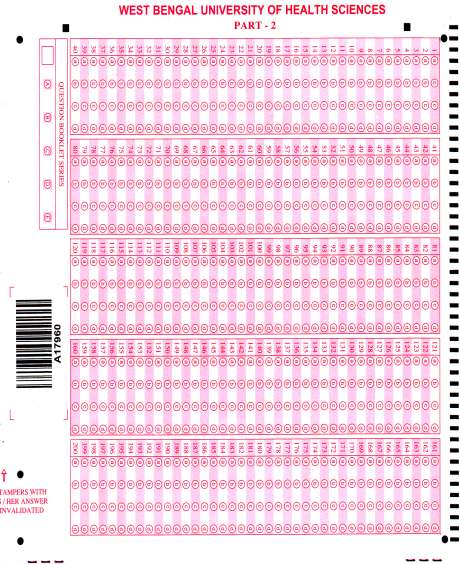 WEST BENGAL UNIVERSITY OF HEALTH SCIENCES
PART - 2
QUESTION BOOKLET SERIES
A B C D E
1 2 3 4 5 6 7 8 9 10 11 12 13 14 15 16 17 18 19 20 21 22 23 24 25 26 27 28 29 30 31 32 33 34 35 36 37 38 39 40
41 42 43 44 45 46 47 48 49 50 51 52 53 54 55 56 57 58 59 60 61 62 63 64 65 66 67 68 69 70 71 72 73 74 75 76 77 78 79 80
81 82 83 84 85 86 87 88 89 90 91 92 93 94 95 96 97 98 99 100 101 102 103 104 105 106 107 108 109 110 111 112 113 114 115 116 117 118 119 120
121 122 123 124 125 126 127 128 129 130 131 132 133 134 135 136 137 138 139 140 141 142 143 144 145 146 147 148 149 150 151 152 153 154 155 156 157 158 159 160
161 162 163 164 165 166 167 168 169 170 171 172 173 174 175 176 177 178 179 180 181 182 183 184 185 186 187 188 189 190 191 192 193 194 195 196 197 198 199 200
A17960
TAMPERS WITH
/ HER ANSWER
INVALIDATED